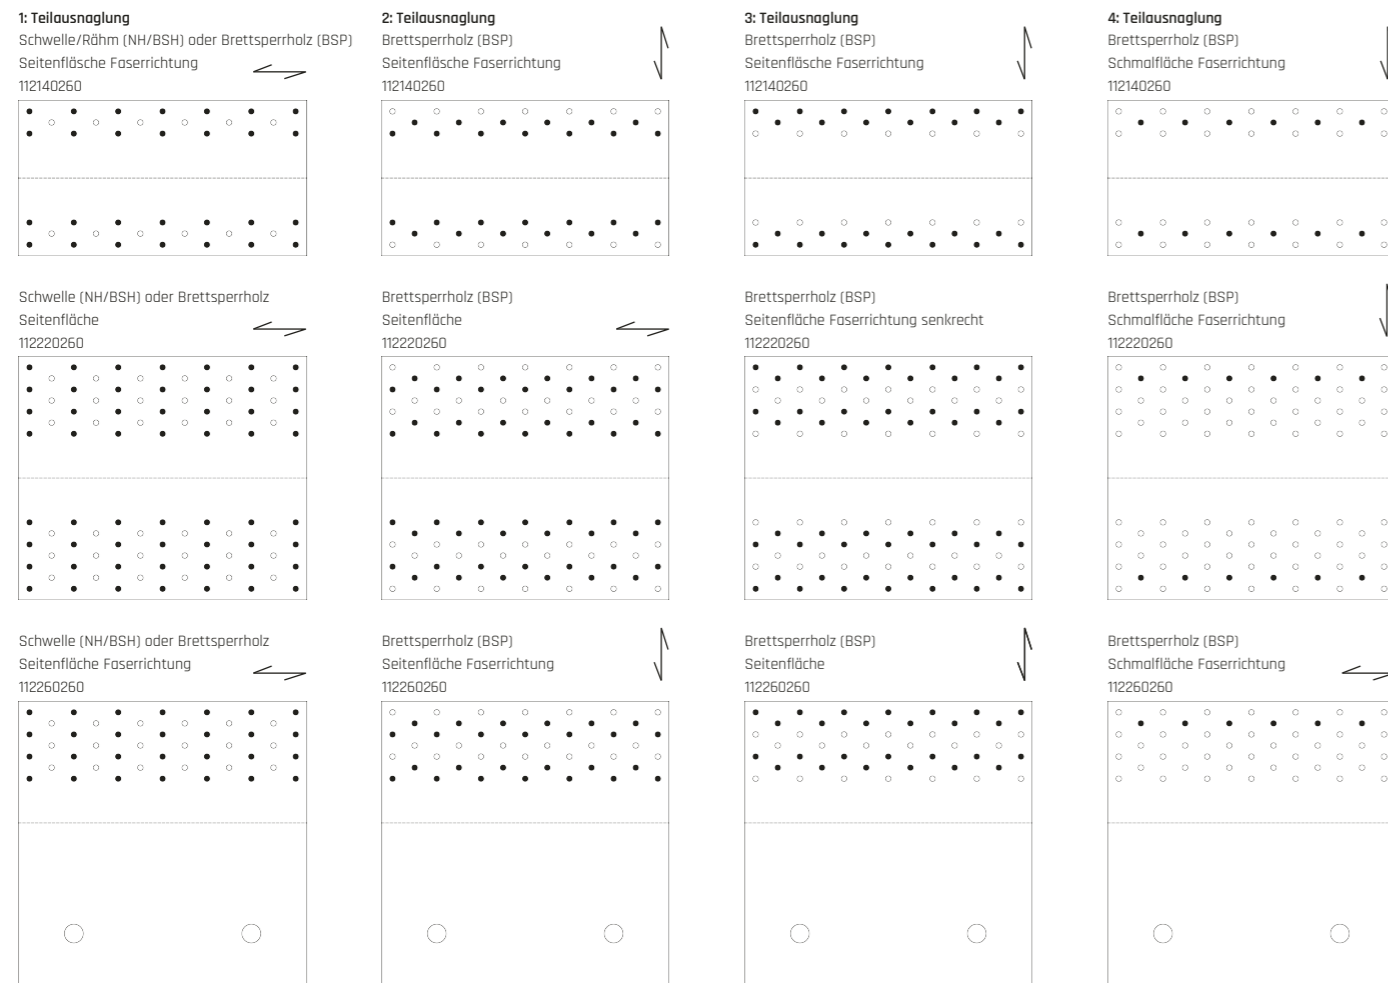 1: Teilausnaglung
Schwelle/Rähm (NH/BSH) oder Brettsperrholz (BSP)
Seitenfläsche Faserrichtung
112140260
2: Teilausnaglung
Brettsperrholz (BSP)
Seitenfläsche Faserrichtung
112140260
3: Teilausnaglung
Brettsperrholz (BSP)
Seitenfläsche Faserrichtung
112140260
4: Teilausnaglung
Brettsperrholz (BSP)
Schmalfläche Faserrichtung
112140260
Schwelle (NH/BSH) oder Brettsperrholz
Seitenfläche
112220260
Brettsperrholz (BSP)
Seitenfläche
112220260
Brettsperrholz (BSP)
Seitenfläche Faserrichtung senkrecht
112220260
Brettsperrholz (BSP)
Schmalfläche Faserrichtung
112220260
Schwelle (NH/BSH) oder Brettsperrholz
Seitenfläche Faserrichtung
112260260
Brettsperrholz (BSP)
Seitenfläche Faserrichtung
112260260
Brettsperrholz (BSP)
Seitenfläche
112260260
Brettsperrholz (BSP)
Schmalfläche Faserrichtung
112260260